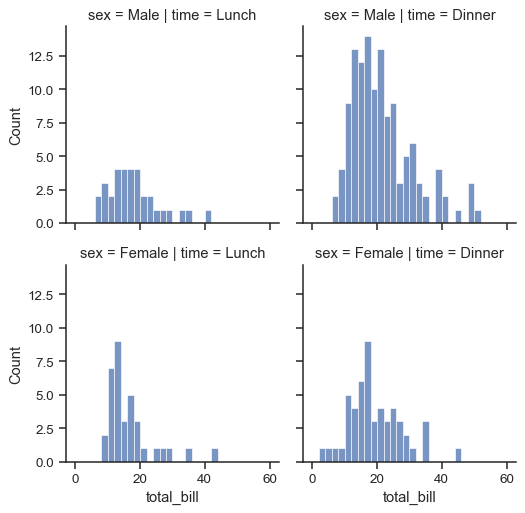 sex = Male | time = Lunch
sex = Male | time = Dinner
12.5
10.0
7.5
5.0
2.5
0.0
Count
sex = Female | time = Lunch
sex = Female | time = Dinner
12.5
10.0
7.5
5.0
2.5
0.0
Count
0 20 40 60
0 20 40 60
total_bill
total_bill